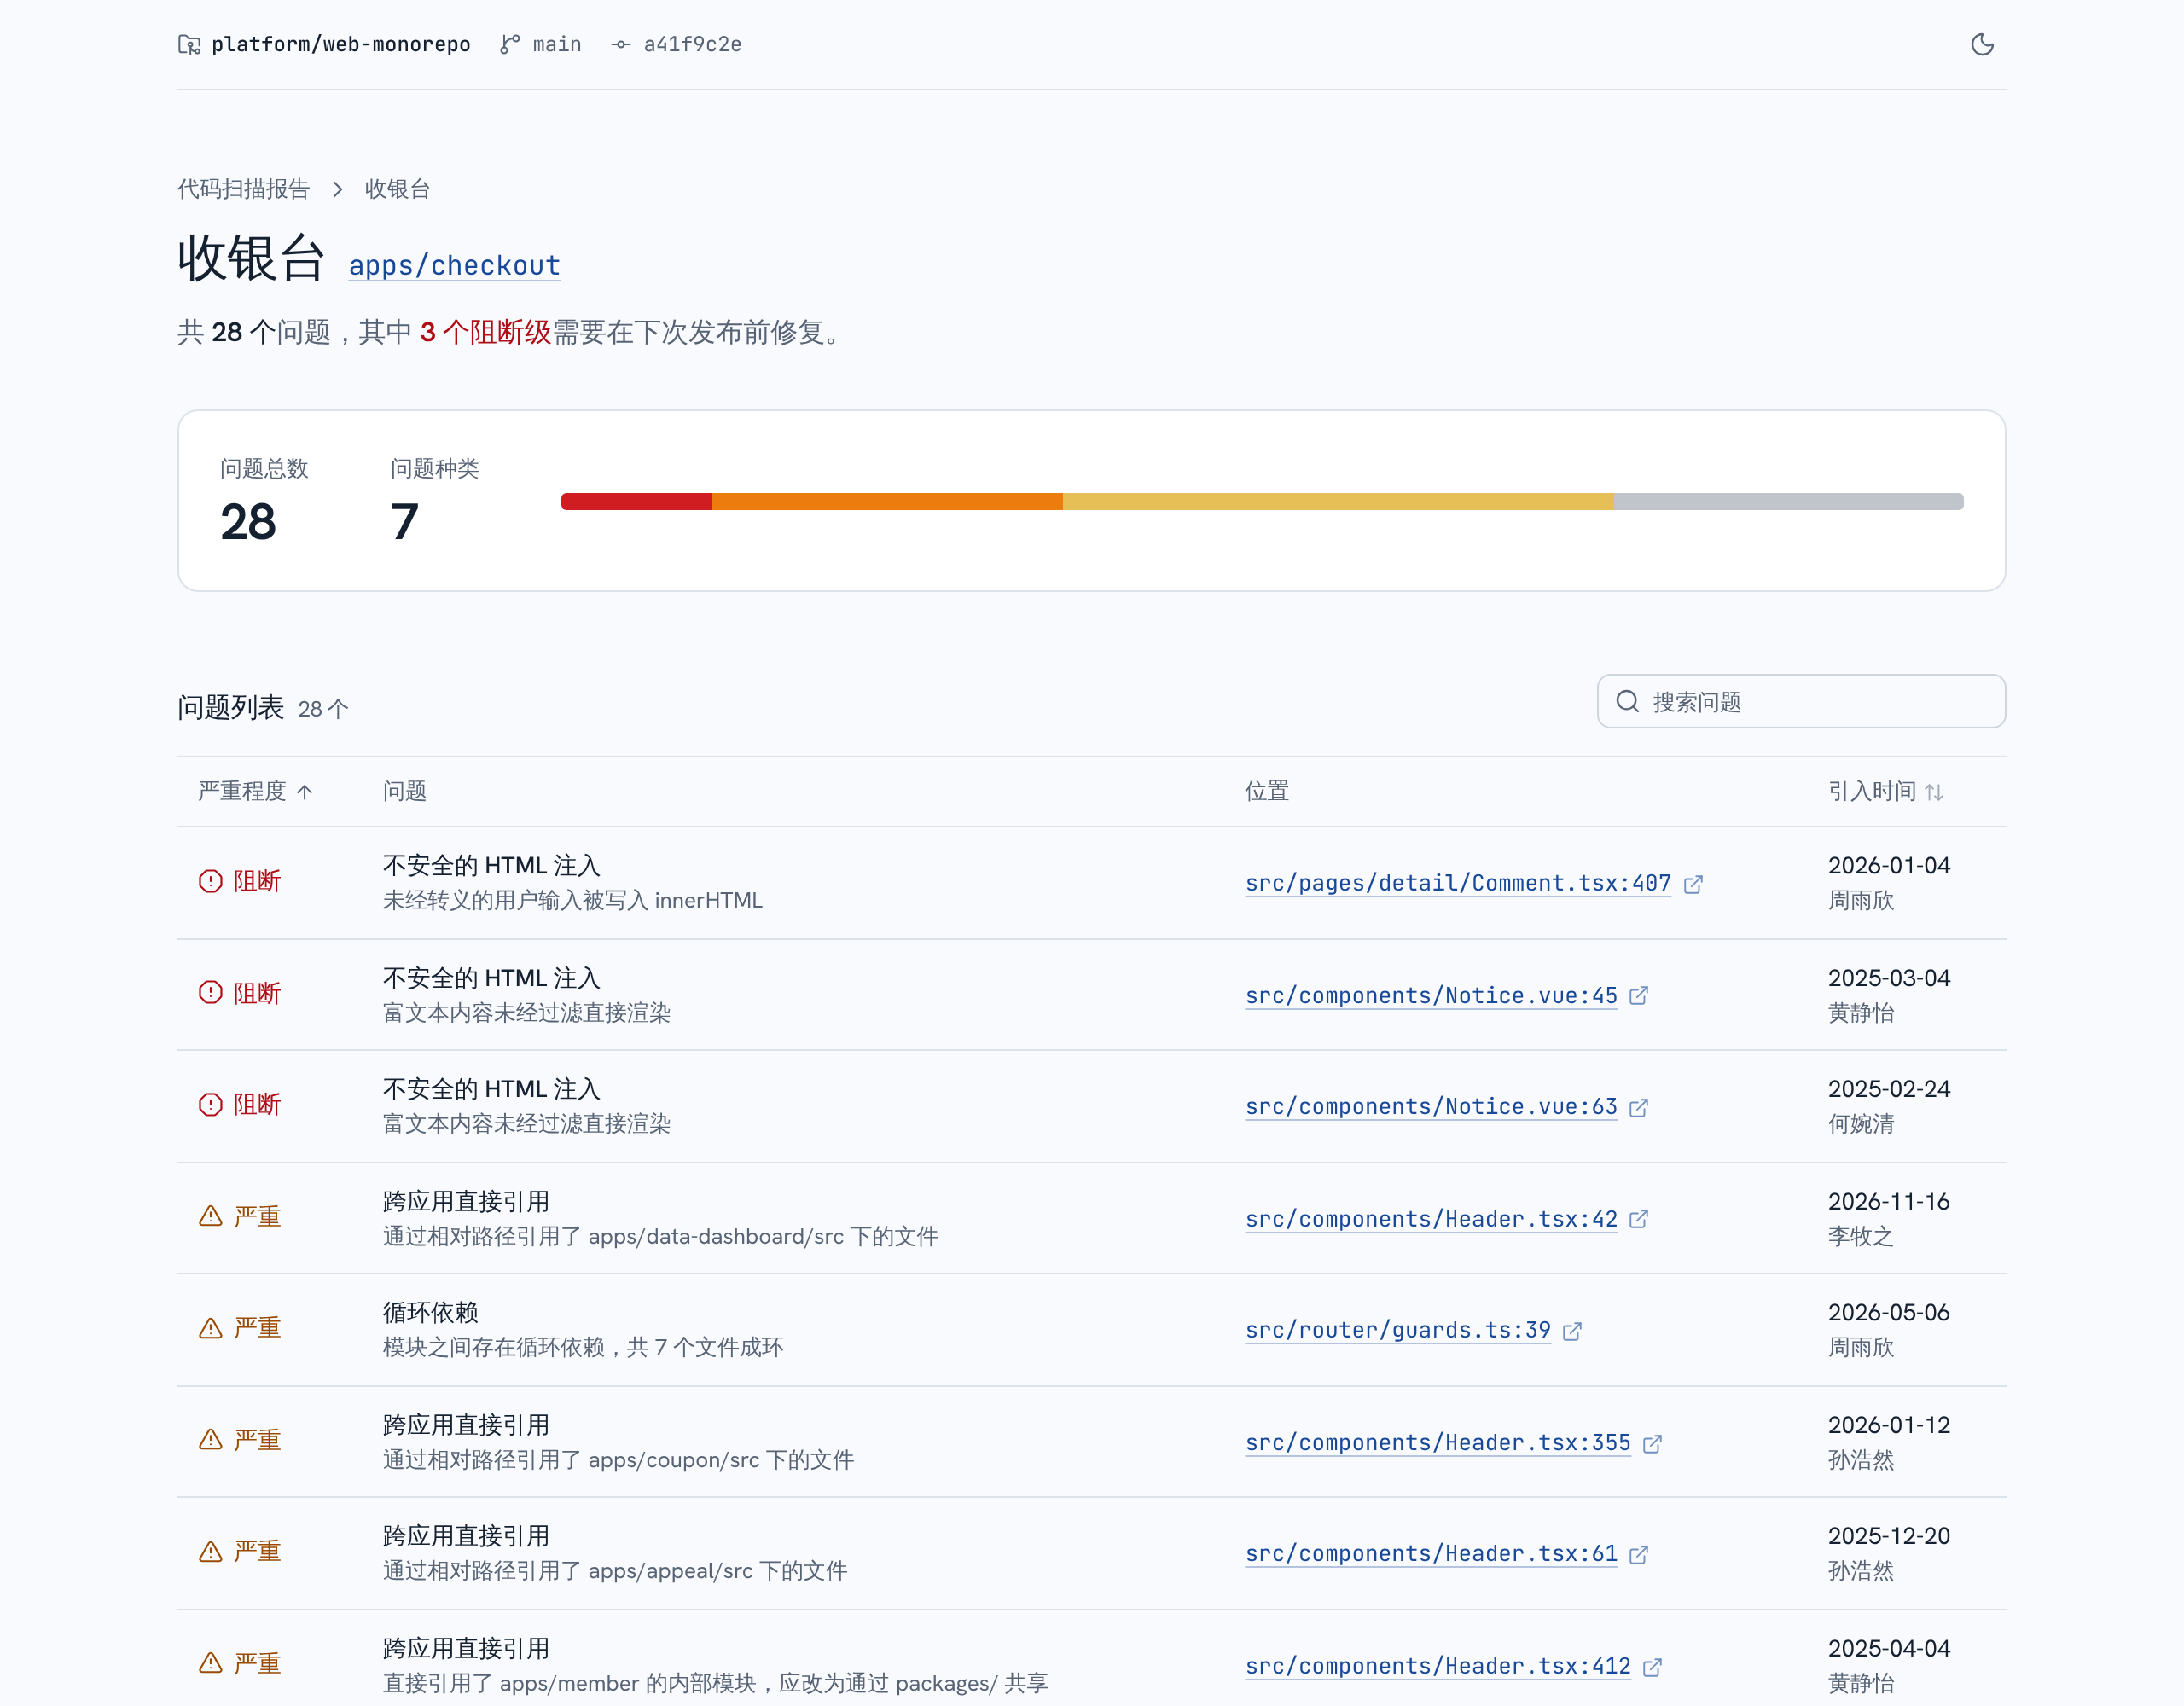 platform/web-monorepo main a41f9c2e
代码扫描报告 收银台
收银台 apps/checkout
共 28 个问题，其中 3 个阻断级需要在下次发布前修复。
问题总数 问题种类
28 7
问题列表 28 个 搜索问题
严重程度 问题 位置 引入时间
阻断 不安全的 HTML 注入 src/pages/detail/Comment.tsx:407 2026-01-04
未经转义的用户输入被写入 innerHTML 周雨欣
阻断 不安全的 HTML 注入 src/components/Notice.vue:45 2025-03-04
富文本内容未经过滤直接渲染 黄静怡
阻断 不安全的 HTML 注入 src/components/Notice.vue:63 2025-02-24
富文本内容未经过滤直接渲染 何婉清
严重 跨应用直接引用 src/components/Header.tsx:42 2026-11-16
通过相对路径引用了 apps/data-dashboard/src 下的文件 李牧之
严重 循环依赖 src/router/guards.ts:39 2026-05-06
模块之间存在循环依赖，共 7 个文件成环 周雨欣
严重 跨应用直接引用 src/components/Header.tsx:355 2026-01-12
通过相对路径引用了 apps/coupon/src 下的文件 孙浩然
严重 跨应用直接引用 src/components/Header.tsx:61 2025-12-20
通过相对路径引用了 apps/appeal/src 下的文件 孙浩然
严重 跨应用直接引用 src/components/Header.tsx:412 2025-04-04
直接引用了 apps/member 的内部模块，应改为通过 packages/ 共享 黄静怡